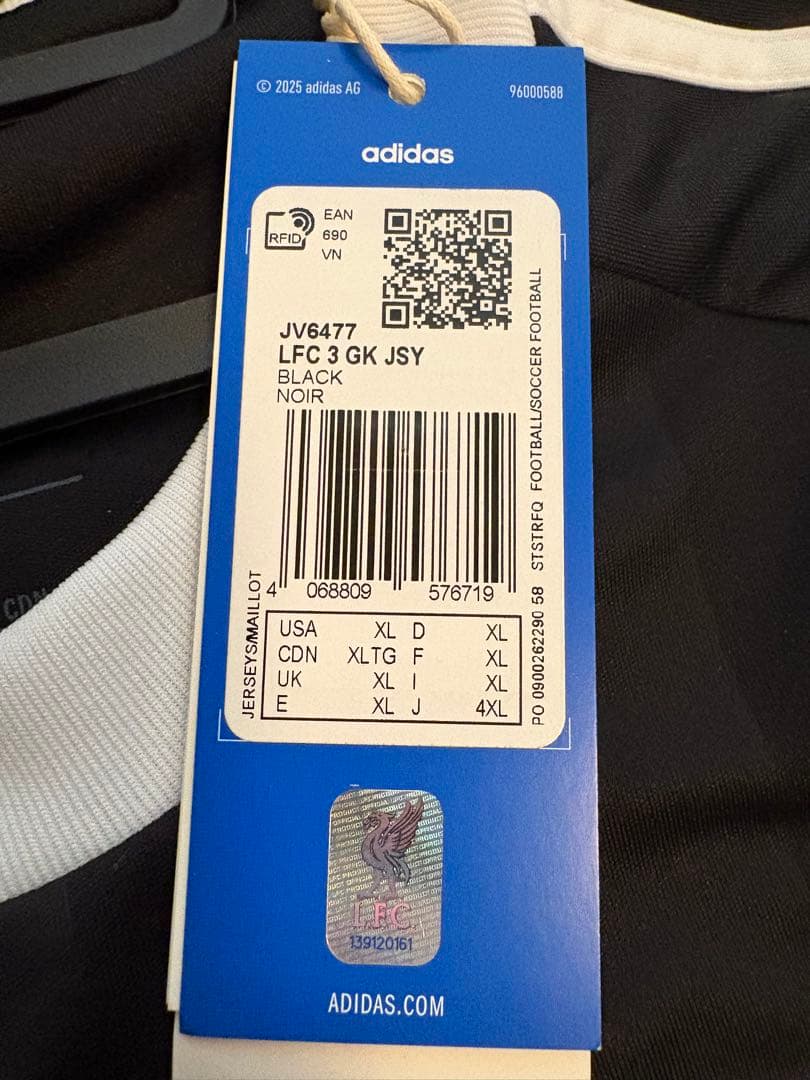 © 2025 adidas AG
96000588
adidas
RFID
EAN
690
VN
JV6477
LFC 3 GK JSY
BLACK
NOIR
4 068809 576719
JERSEYS/MAILLOT
USA XL D XL
CDN XLTG F XL
UK XL I XL
E XL J 4XL
PO 0900262290 58 STSTRFQ FOOTBALL/SOCCER FOOTBALL
L.F.C.
139120161
ADIDAS.COM
CDN